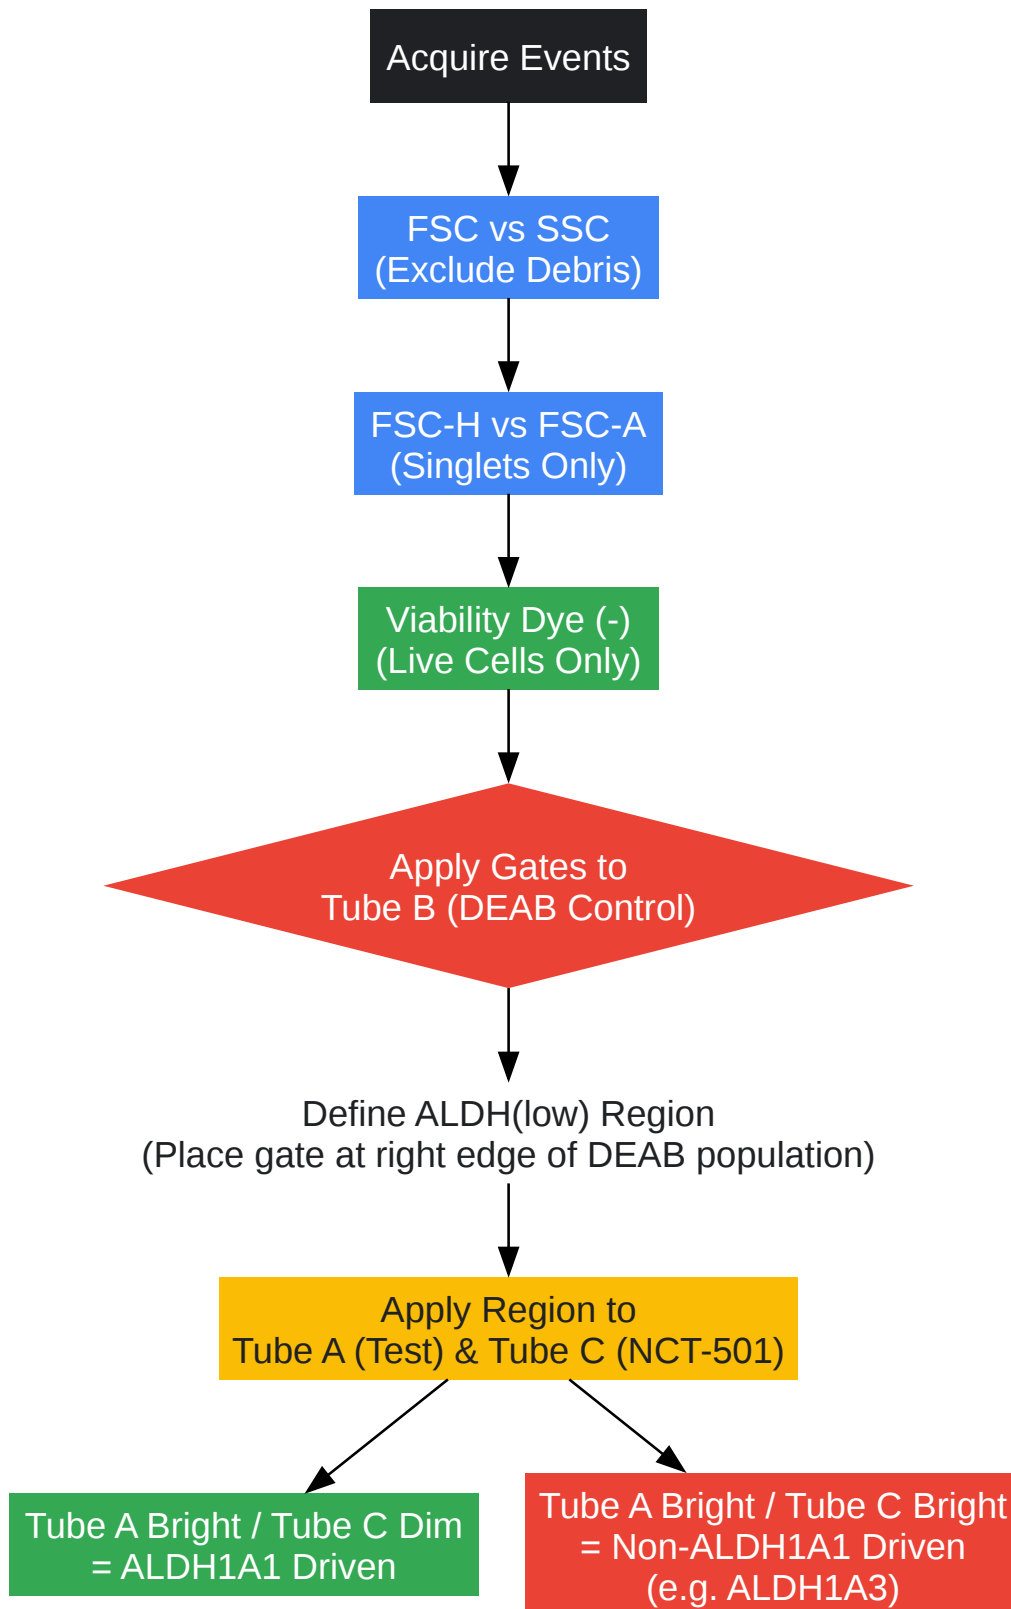 Acquire Events
FSC vs SSC
(Exclude Debris)
FSC-H vs FSC-A
(Singlets Only)
Viability Dye (-)
(Live Cells Only)
Apply Gates to
Tube B (DEAB Control)
Define ALDH(low) Region
(Place gate at right edge of DEAB population)
Apply Region to
Tube A (Test) & Tube C (NCT-501)
Tube A Bright / Tube C Dim
= ALDH1A1 Driven
Tube A Bright / Tube C Bright
= Non-ALDH1A1 Driven
(e.g. ALDH1A3)